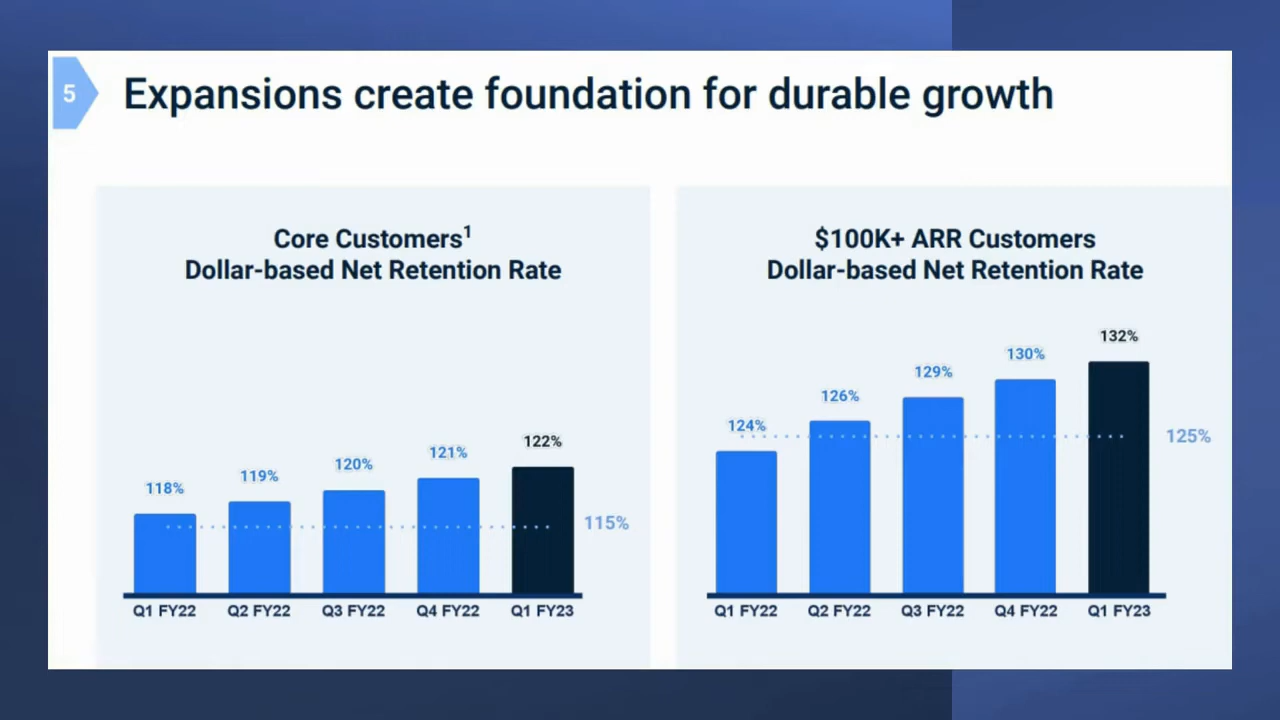 5
Expansions create foundation for durable growth
Core Customers¹
Dollar-based Net Retention Rate
118%
119%
120%
121%
122%
115%
Q1 FY22
Q2 FY22
Q3 FY22
Q4 FY22
Q1 FY23
$100K+ ARR Customers
Dollar-based Net Retention Rate
124%
126%
129%
130%
132%
125%
Q1 FY22
Q2 FY22
Q3 FY22
Q4 FY22
Q1 FY23